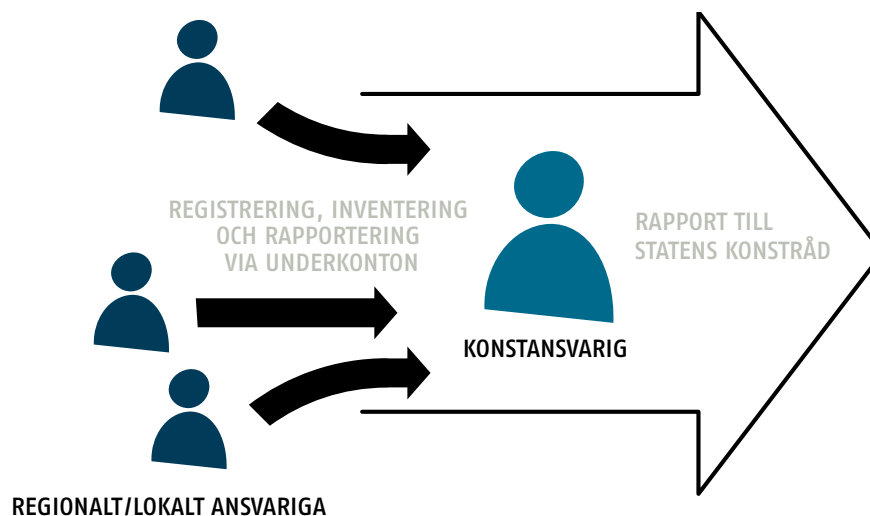 REGISTRERING, INVENTERING
OCH RAPPORTERING
VIA UNDERKONTON
RAPPORT TILL
STATENS KONSTRÅD
KONSTANSVARIG
REGIONALT/LOKALT ANSVARIGA